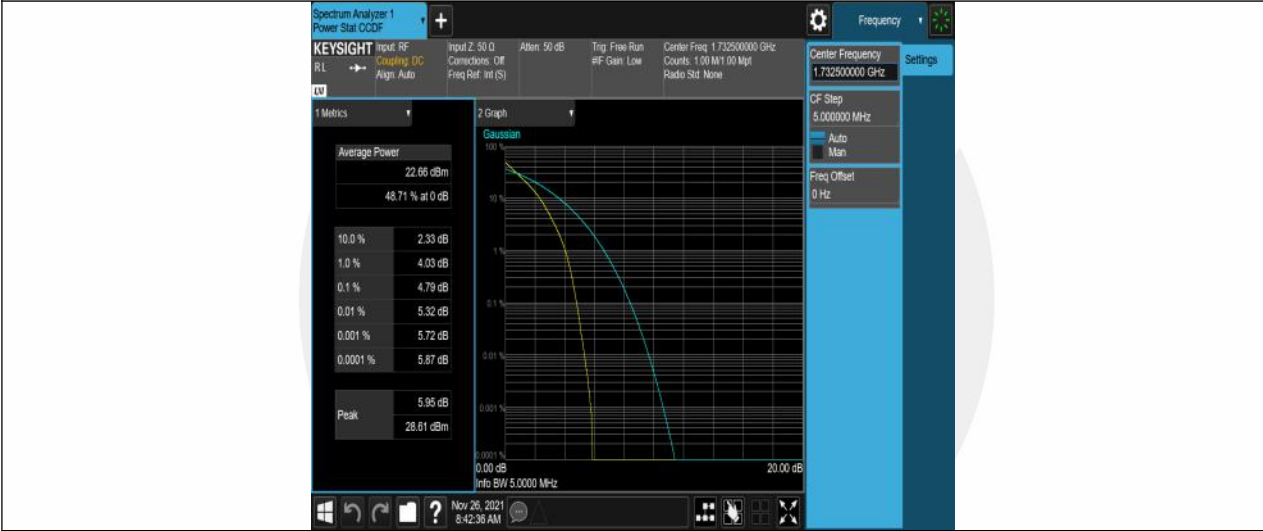 Spectrum Analyzer 1
Power Stat CCDF
+
Frequency
KEYSIGHT
RL
LV
Input: RF
Coupling: DC
Align: Auto
Input Z: 50 Ω
Corrections: Off
Freq Ref: Int (S)
Atten: 50 dB
Trig: Free Run
#IF Gain: Low
Center Freq: 1.732500000 GHz
Counts: 1.00 M/1.00 Mpt
Radio Std: None
Center Frequency
1.732500000 GHz
Settings
CF Step
5.000000 MHz
Auto
Man
Freq Offset
0 Hz
1 Metrics
Average Power
22.66 dBm
48.71 % at 0 dB
10.0 % 2.33 dB
1.0 % 4.03 dB
0.1 % 4.79 dB
0.01 % 5.32 dB
0.001 % 5.72 dB
0.0001 % 5.87 dB
Peak
5.95 dB
28.61 dBm
2 Graph
Gaussian
100 %
10 %
1 %
0.1 %
0.01 %
0.001 %
0.0001 %
0.00 dB 20.00 dB
Info BW 5.0000 MHz
?
Nov 26, 2021
8:42:36 AM